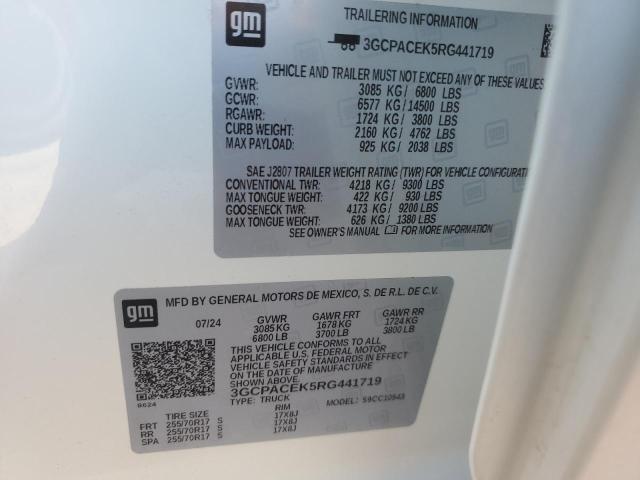 gm
TRAILERING INFORMATION
3GCPACEK5RG441719
VEHICLE AND TRAILER MUST NOT EXCEED ANY OF THESE VALUES
GVWR: 3085 KG/ 6800 LBS
GCWR: 6577 KG/ 14500 LBS
RGAWR: 1724 KG/ 3800 LBS
CURB WEIGHT: 2160 KG/ 4762 LBS
MAX PAYLOAD: 925 KG/ 2038 LBS
SAE J2807 TRAILER WEIGHT RATING (TWR) FOR VEHICLE
CONVENTIONAL TWR: 4218 KG/ 9300 LBS
MAX TONGUE WEIGHT: 422 KG/ 930 LBS
GOOSENECK TWR: 4173 KG/ 9200 LBS
MAX TONGUE WEIGHT: 626 KG/ 1380 LBS
SEE OWNER'S MANUAL FOR MORE INFORMATION
gm
MFD BY GENERAL MOTORS DE MEXICO, S. DE R.L. DE C.V.
07/24 GVWR GAWR FRT GAWR RR
3085 KG 1678 KG 1724 KG
6800 LB 3700 LB 3800 LB
THIS VEHICLE CONFORMS TO ALL
APPLICABLE U.S. FEDERAL MOTOR
VEHICLE SAFETY STANDARDS IN EFFECT
ON THE DATE OF MANUFACTURE
SHOWN ABOVE.
3GCPACEK5RG441719
TYPE: TRUCK MODEL:
TIRE SIZE RIM
FRT 255/70R17 S 17X8J
RR 255/70R17 S 17X8J
SPA 255/70R17 S 17X8J